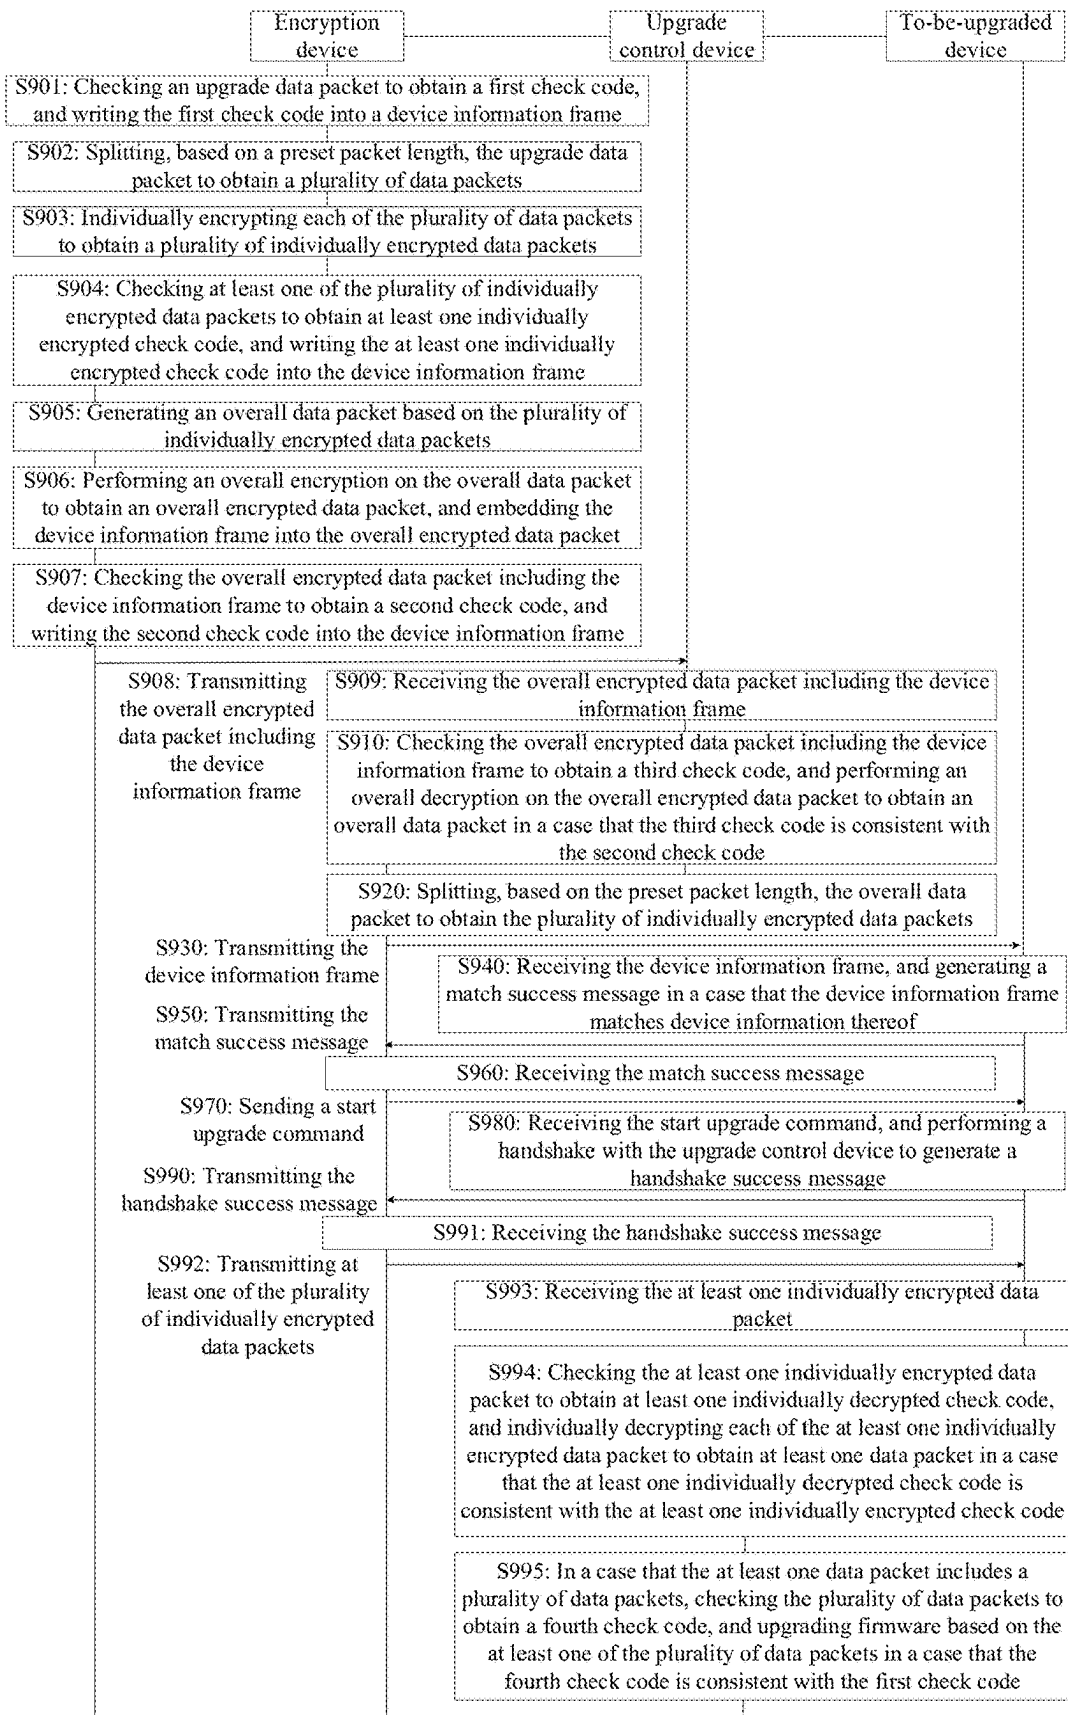 Encryption
device
Upgrade
control device
To-be-upgraded
device
S901: Checking an upgrade data packet to obtain a first check code,
and writing the first check code into a device information frame
S902: Splitting, based on a preset packet length, the upgrade data
packet to obtain a plurality of data packets
S903: Individually encrypting each of the plurality of data packets
to obtain a plurality of individually encrypted data packets
S904: Checking at least one of the plurality of individually
encrypted data packets to obtain at least one individually
encrypted check code, and writing the at least one individually
encrypted check code into the device information frame
S905: Generating an overall data packet based on the plurality of
individually encrypted data packets
S906: Performing an overall encryption on the overall data packet
to obtain an overall encrypted data packet, and embedding the
device information frame into the overall encrypted data packet
S907: Checking the overall encrypted data packet including the
device information frame to obtain a second check code, and
writing the second check code into the device information frame
S908: Transmitting
the overall encrypted
data packet including
the device
information frame
S909: Receiving the overall encrypted data packet including the device
information frame
S910: Checking the overall encrypted data packet including the device
information frame to obtain a third check code, and performing an
overall decryption on the overall encrypted data packet to obtain an
overall data packet in a case that the third check code is consistent with
the second check code
S920: Splitting, based on the preset packet length, the overall data
packet to obtain the plurality of individually encrypted data packets
S930: Transmitting the
device information frame
S940: Receiving the device information frame, and generating a
match success message in a case that the device information frame
matches device information thereof
S950: Transmitting the
match success message
S960: Receiving the match success message
S970: Sending a start
upgrade command
S980: Receiving the start upgrade command, and performing a
handshake with the upgrade control device to generate a
handshake success message
S990: Transmitting the
handshake success message
S991: Receiving the handshake success message
S992: Transmitting at
least one of the plurality
of individually encrypted
data packets
S993: Receiving the at least one individually encrypted data
packet
S994: Checking the at least one individually encrypted data
packet to obtain at least one individually decrypted check code,
and individually decrypting each of the at least one individually
encrypted data packet to obtain at least one data packet in a case
that the at least one individually decrypted check code is
consistent with the at least one individually encrypted check code
S995: In a case that the at least one data packet includes a
plurality of data packets, checking the plurality of data packets to
obtain a fourth check code, and upgrading firmware based on the
at least one of the plurality of data packets in a case that the
fourth check code is consistent with the first check code